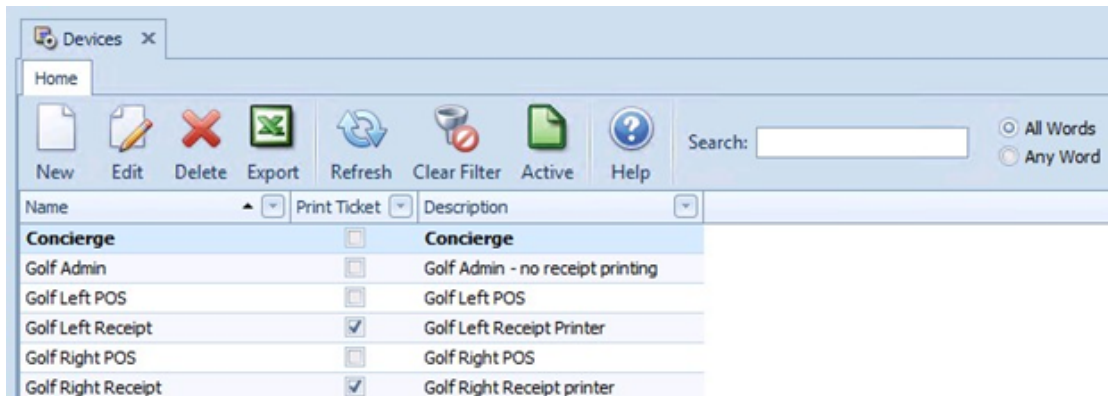 Devices
Home
New Edit Delete Export Refresh Clear Filter Active Help Search: All Words
Any Word
Name Print Ticket Description
Concierge Concierge
Golf Admin Golf Admin - no receipt printing
Golf Left POS Golf Left POS
Golf Left Receipt Golf Left Receipt Printer
Golf Right POS Golf Right POS
Golf Right Receipt Golf Right Receipt printer